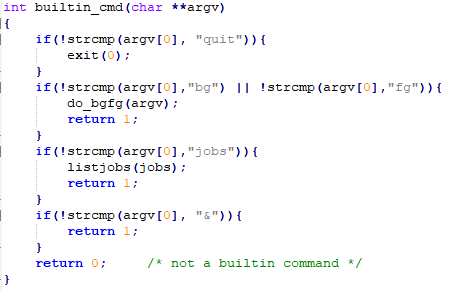 int builtin_cmd(char **argv)
{
    if(!strcmp(argv[0], "quit")){
        exit(0);
    }
    if(!strcmp(argv[0],"bg") || !strcmp(argv[0],"fg")){
        do_bgfg(argv);
        return 1;
    }
    if(!strcmp(argv[0],"jobs")){
        listjobs(jobs);
        return 1;
    }
    if(!strcmp(argv[0], "&")){
        return 1;
    }
    return 0;     /* not a builtin command */
}